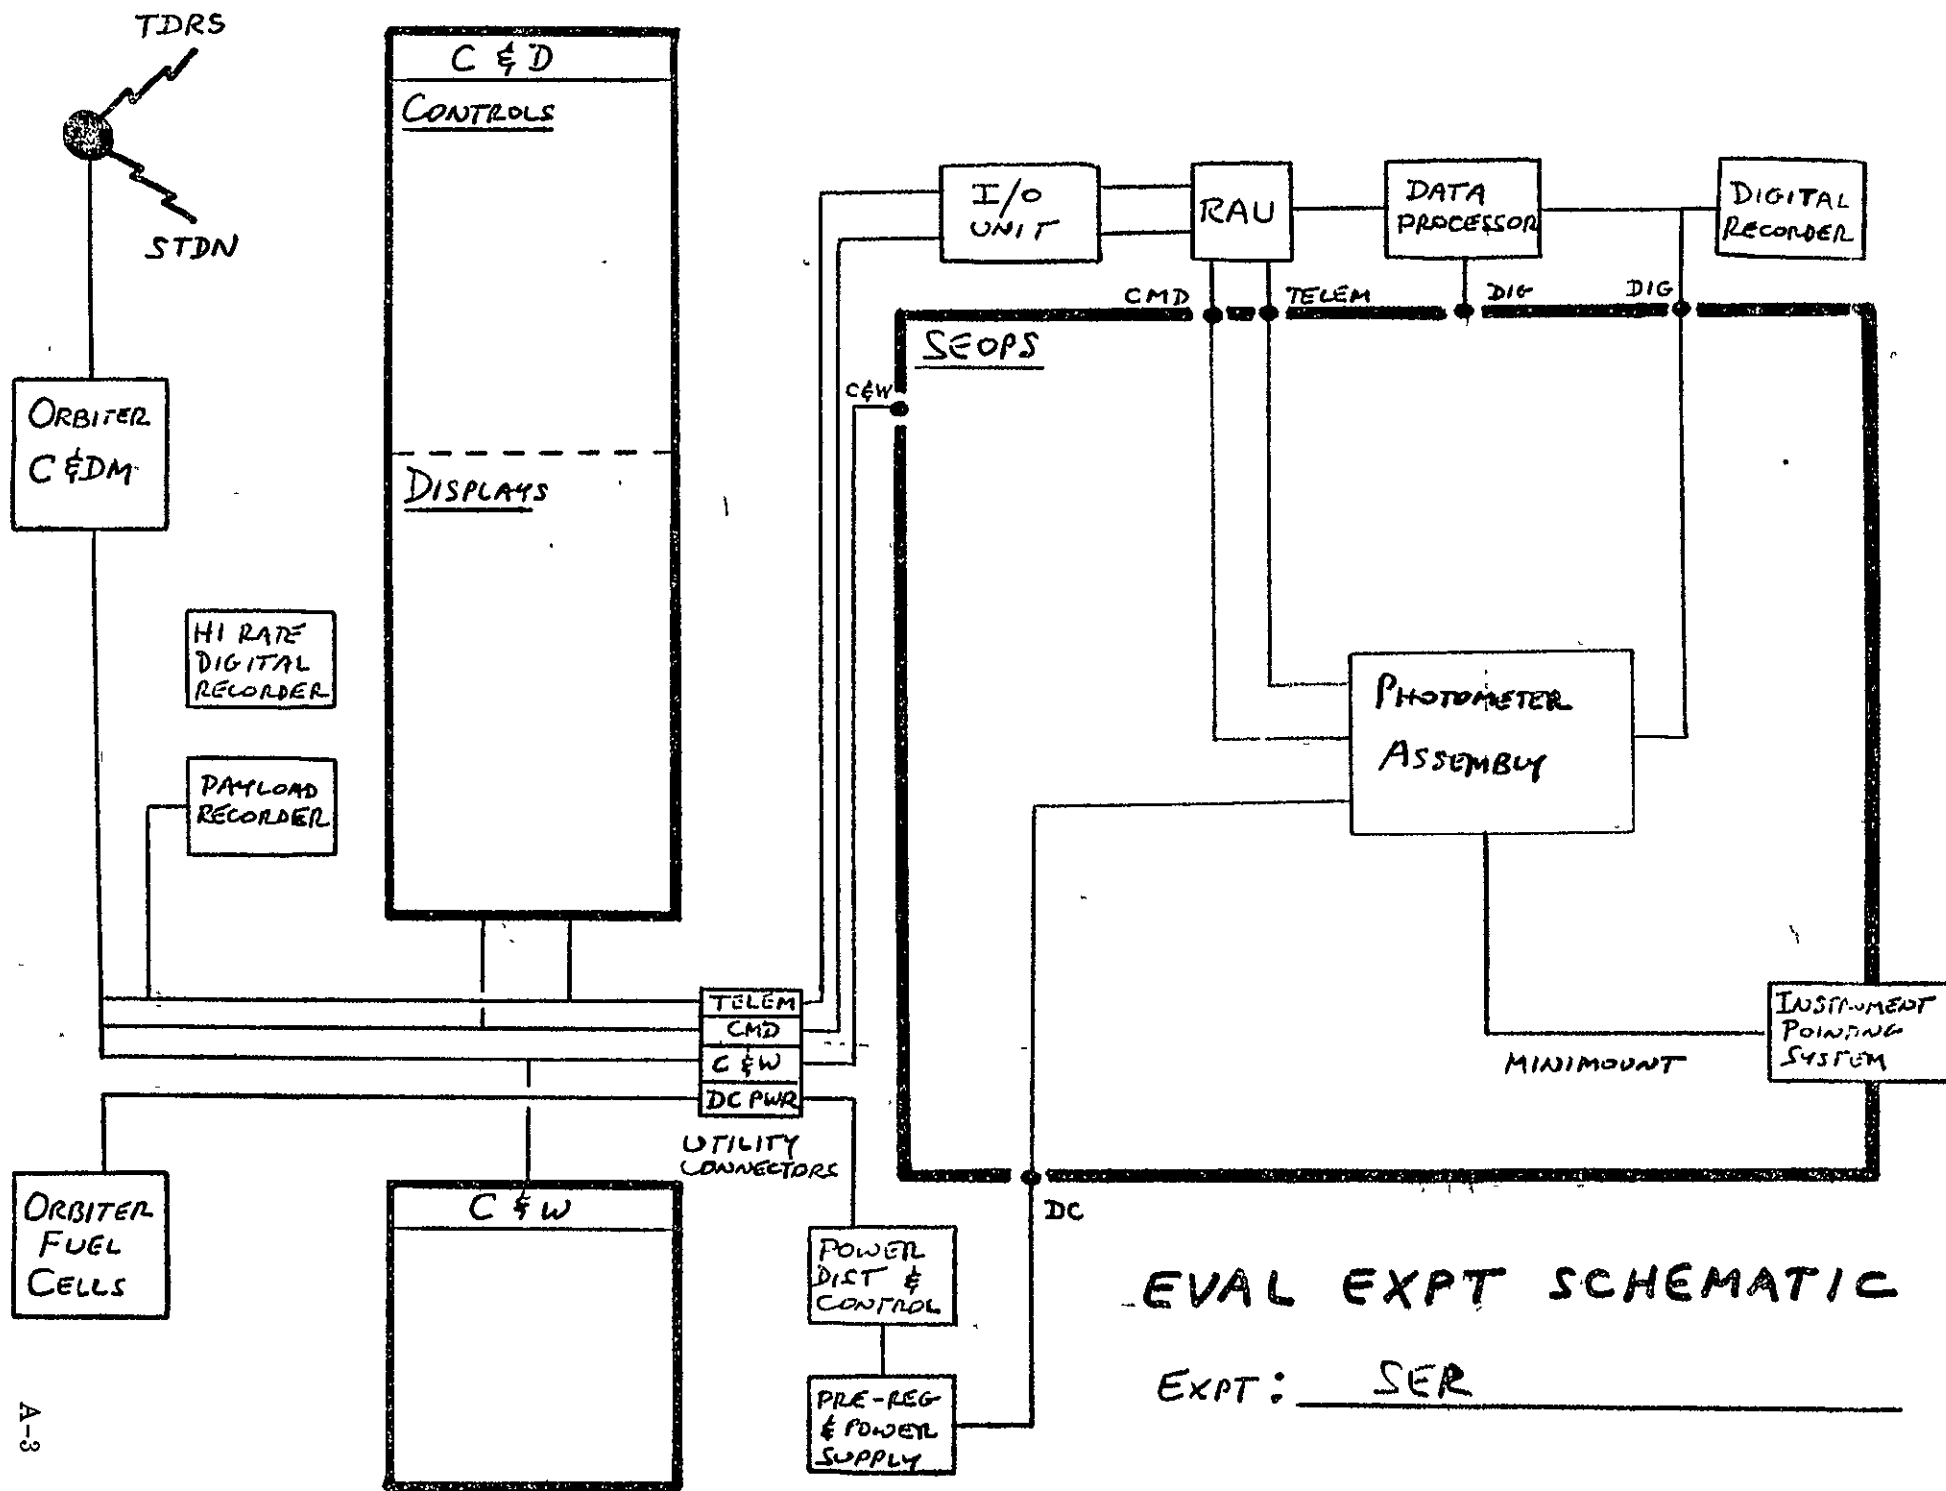 TDRS
STDN
C & D
CONTROLS
DISPLAYS
ORBITER
C & DM
HI RATE
DIGITAL
RECORDER
PAYLOAD
RECORDER
I/O
UNIT
RAU
DATA
PROCESSOR
DIGITAL
RECORDER
CMD
TELEM
DIG
DIG
SEOPS
C&W
PHOTOMETER
ASSEMBLY
INSTRUMENT
POINTING
SYSTEM
MINIMOUNT
TELEM
CMD
C & W
DC PWR
UTILITY
CONNECTORS
ORBITER
FUEL
CELLS
C & W
DC
POWER
DIST &
CONTROL
PRE-REG
& POWER
SUPPLY
EVAL EXPT SCHEMATIC
EXPT: SER
A-3